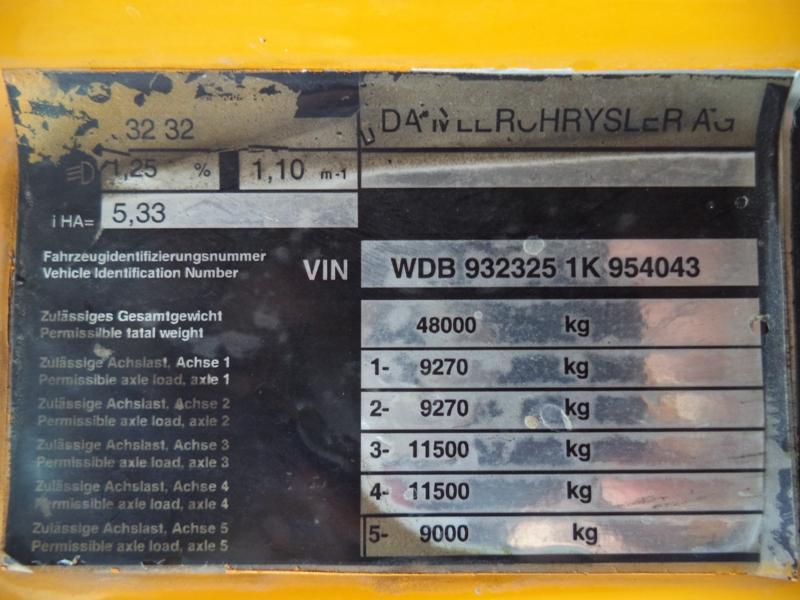 32 32
DAIMLERCHRYSLER AG
1,25 % 1,10 m-1
i HA= 5,33
Fahrzeugidentifizierungsnummer
Vehicle Identification Number
VIN WDB 932325 1K 954043
Zulässiges Gesamtgewicht
Permissilble tatal weight
48000 kg
Zulässige Achslast, Achse 1
Permissible axle load, axle 1
1- 9270 kg
Zulässige Achslast, Achse 2
Permissible axle load, axle 2
2- 9270 kg
Zulässige Achslast, Achse 3
Permissible axle load, axle 3
3- 11500 kg
Zulässige Achslast, Achse 4
Permissible axle load, axle 4
4- 11500 kg
Zulässige Achslast, Achse 5
Permissible axle load, axle 5
5- 9000 kg